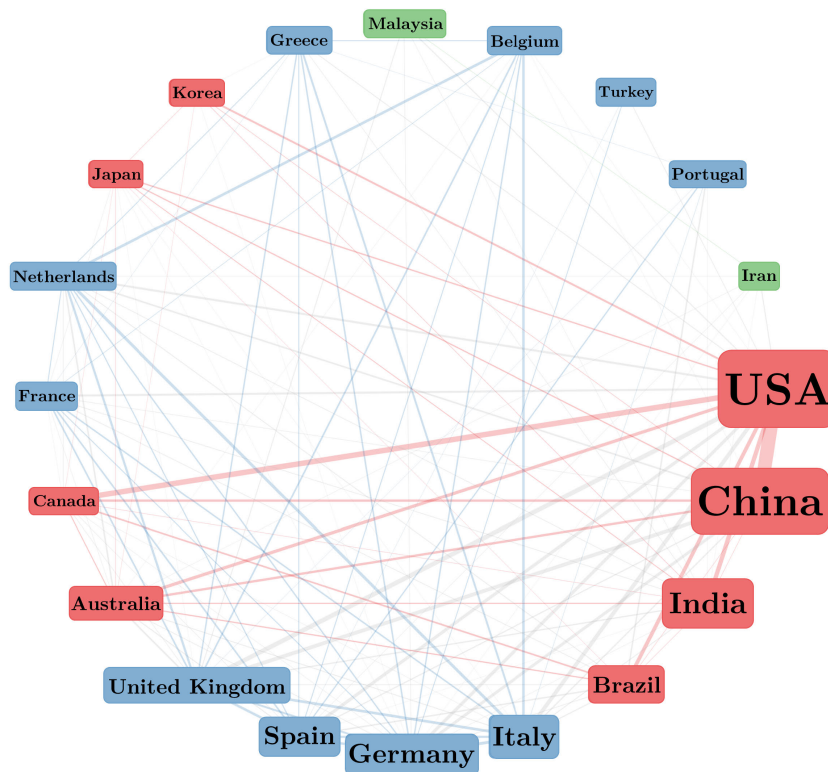 Malaysia
Greece
Belgium
Korea
Turkey
Japan
Portugal
Netherlands
Iran
France
USA
Canada
China
Australia
India
United Kingdom
Brazil
Spain
Germany
Italy